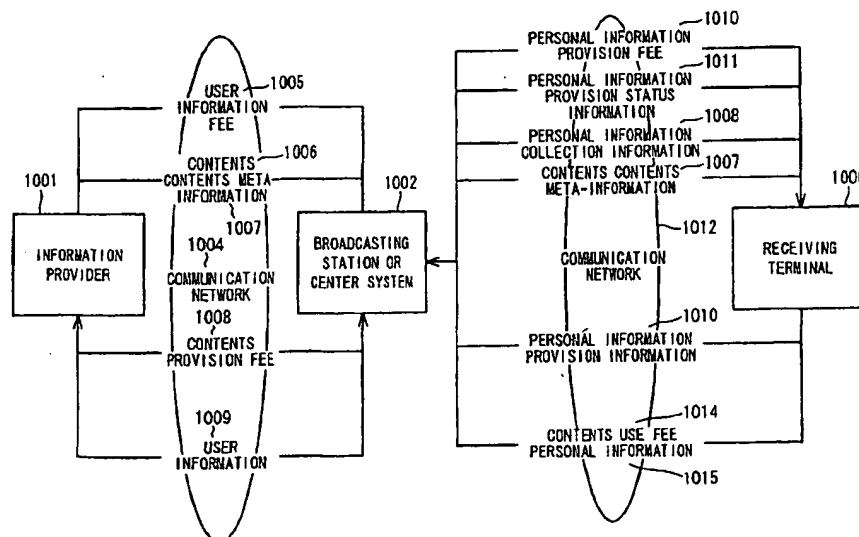 1010
PERSONAL INFORMATION
PROVISION FEE
1011
PERSONAL INFORMATION
PROVISION STATUS
INFORMATION
1008
PERSONAL INFORMATION
COLLECTION INFORMATION
1007
CONTENTS CONTENTS
META-INFORMATION
1012
COMMUNICATION
NETWORK
1010
PERSONAL INFORMATION
PROVISION INFORMATION
1014
CONTENTS USE FEE
PERSONAL INFORMATION
1015
RECEIVING
TERMINAL
1005
USER
INFORMATION
FEE
1006
CONTENTS
CONTENTS META
INFORMATION
1007
1004
COMMUNICATION
NETWORK
1008
CONTENTS
PROVISION FEE
1009
USER
INFORMATION
1001
INFORMATION
PROVIDER
1002
BROADCASTING
STATION OR
CENTER SYSTEM